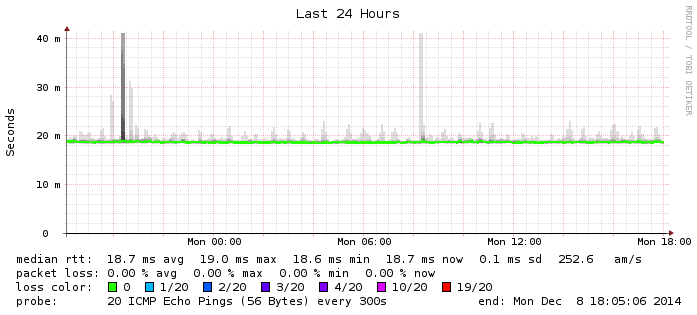 Last 24 Hours
RRDTOOL / TOBI OETIKER
Seconds
40 m
30 m
20 m
10 m
0
Mon 00:00 Mon 06:00 Mon 12:00 Mon 18:00
median rtt: 18.7 ms avg 19.0 ms max 18.6 ms min 18.7 ms now 0.1 ms sd 252.6 am/s
packet loss: 0.00 % avg 0.00 % max 0.00 % min 0.00 % now
loss color: 0 1/20 2/20 3/20 4/20 10/20 19/20
probe: 20 ICMP Echo Pings (56 Bytes) every 300s end: Mon Dec 8 18:05:06 2014